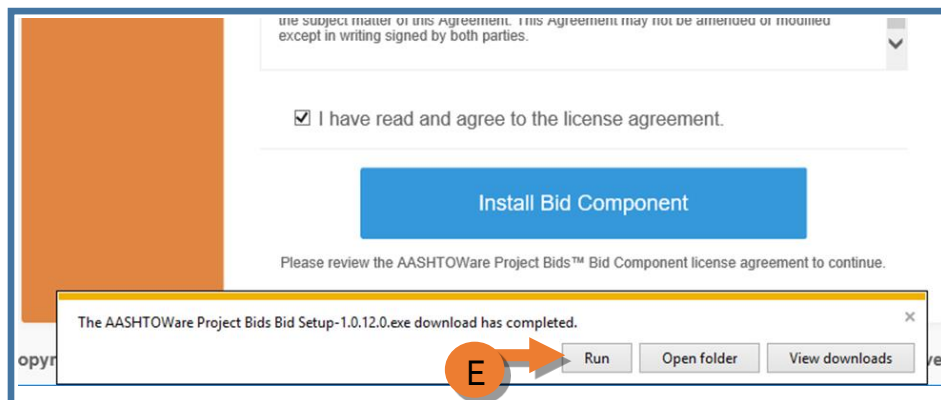 the subject matter of this Agreement. This Agreement may not be amended or modified
except in writing signed by both parties.
I have read and agree to the license agreement.
Install Bid Component
Please review the AASHTOWare Project Bids™ Bid Component license agreement to continue.
The AASHTOWare Project Bids Bid Setup-1.0.12.0.exe download has completed.
opyr
E
Run
Open folder
View downloads
ve